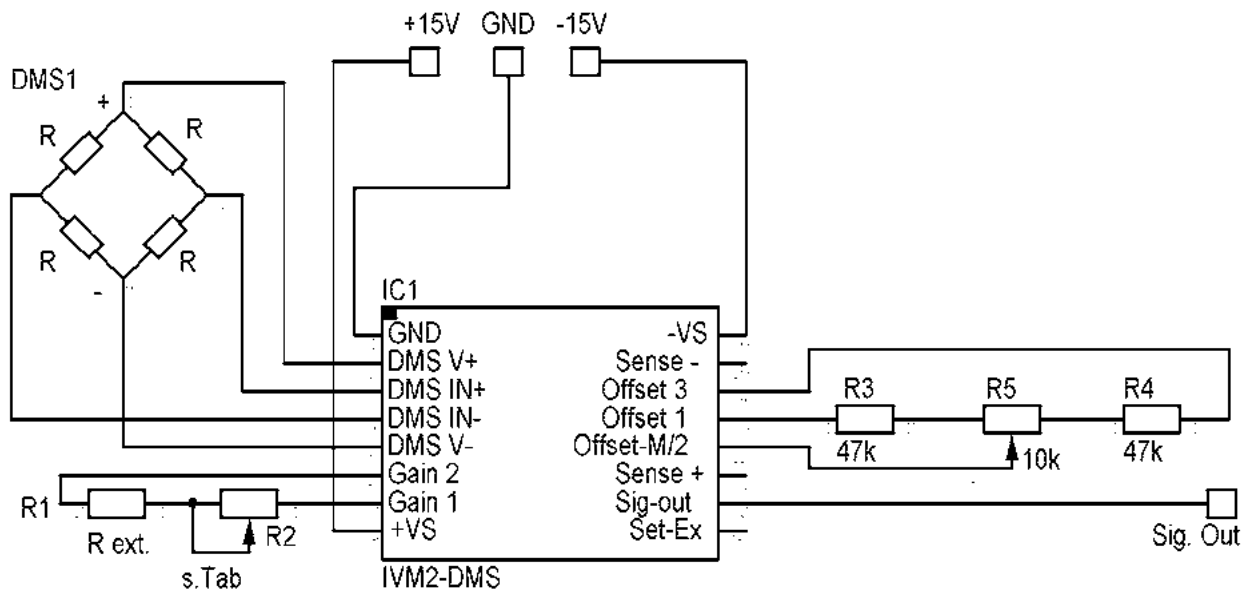 +15V GND -15V
DMS1
+
R
R
R
R
-
IC1
GND
DMS V+
DMS IN+
DMS IN-
DMS V-
Gain 2
Gain 1
+VS
-VS
Sense -
Offset 3
Offset 1
Offset-M/2
Sense +
Sig-out
Set-Ex
IVM2-DMS
R1
R ext.
R2
s.Tab
R3
47k
R5
10k
R4
47k
Sig. Out